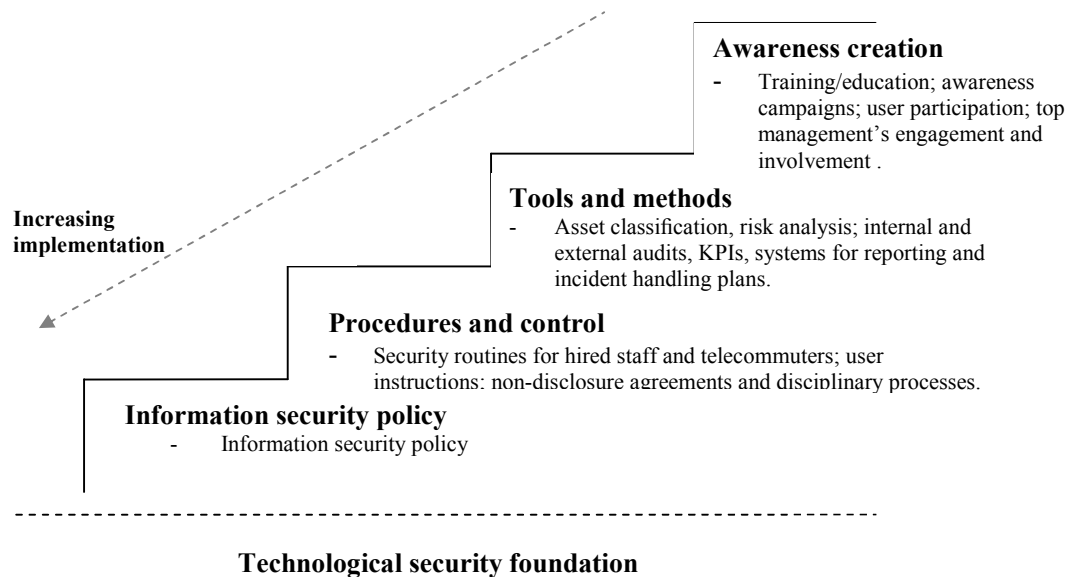 Awareness creation
- Training/education; awareness
campaigns; user participation; top
management’s engagement and
involvement .
Tools and methods
- Asset classification, risk analysis; internal and
external audits, KPIs, systems for reporting and
incident handling plans.
Increasing
implementation
Procedures and control
- Security routines for hired staff and telecommuters; user
instructions; non-disclosure agreements and disciplinary processes.
Information security policy
- Information security policy
Technological security foundation